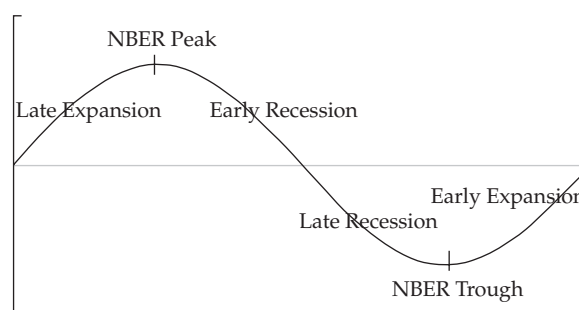 NBER Peak
Late Expansion
Early Recession
Early Expansion
Late Recession
NBER Trough